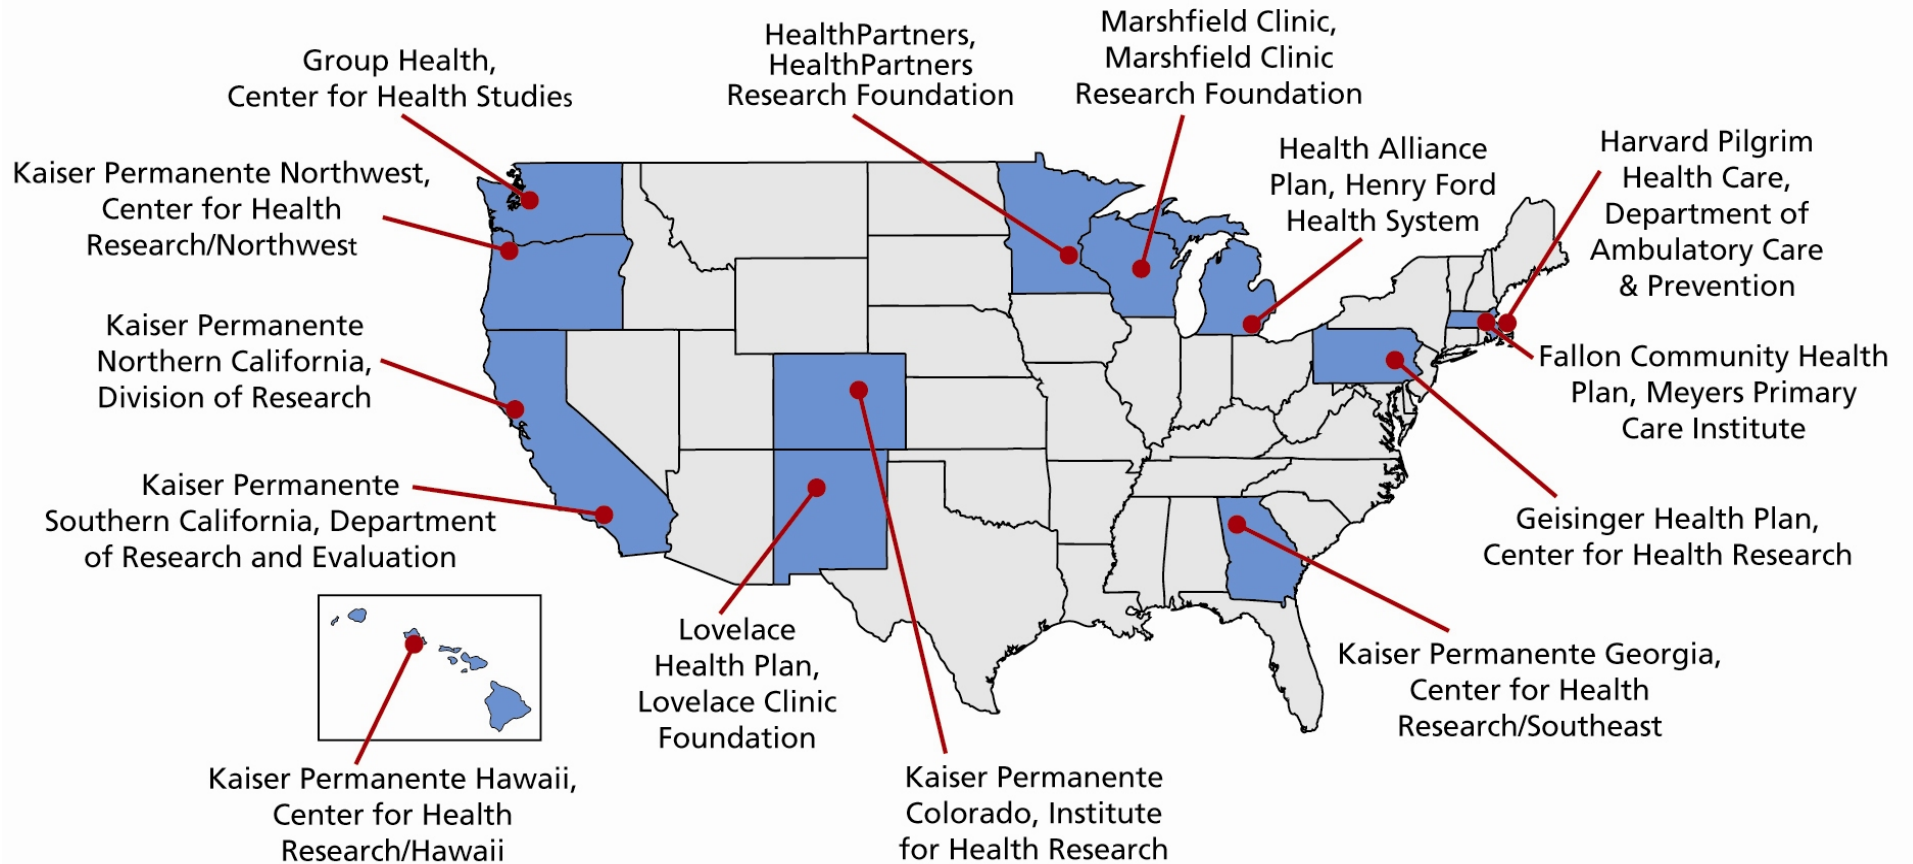 Group Health,
Center for Health Studies
HealthPartners,
HealthPartners
Research Foundation
Marshfield Clinic,
Marshfield Clinic
Research Foundation
Health Alliance
Plan, Henry Ford
Health System
Harvard Pilgrim
Health Care,
Department of
Ambulatory Care
& Prevention
Kaiser Permanente Northwest,
Center for Health
Research/Northwest
Kaiser Permanente
Northern California,
Division of Research
Fallon Community Health
Plan, Meyers Primary
Care Institute
Kaiser Permanente
Southern California, Department
of Research and Evaluation
Geisinger Health Plan,
Center for Health Research
Lovelace
Health Plan,
Lovelace Clinic
Foundation
Kaiser Permanente Georgia,
Center for Health
Research/Southeast
Kaiser Permanente Hawaii,
Center for Health
Research/Hawaii
Kaiser Permanente
Colorado, Institute
for Health Research